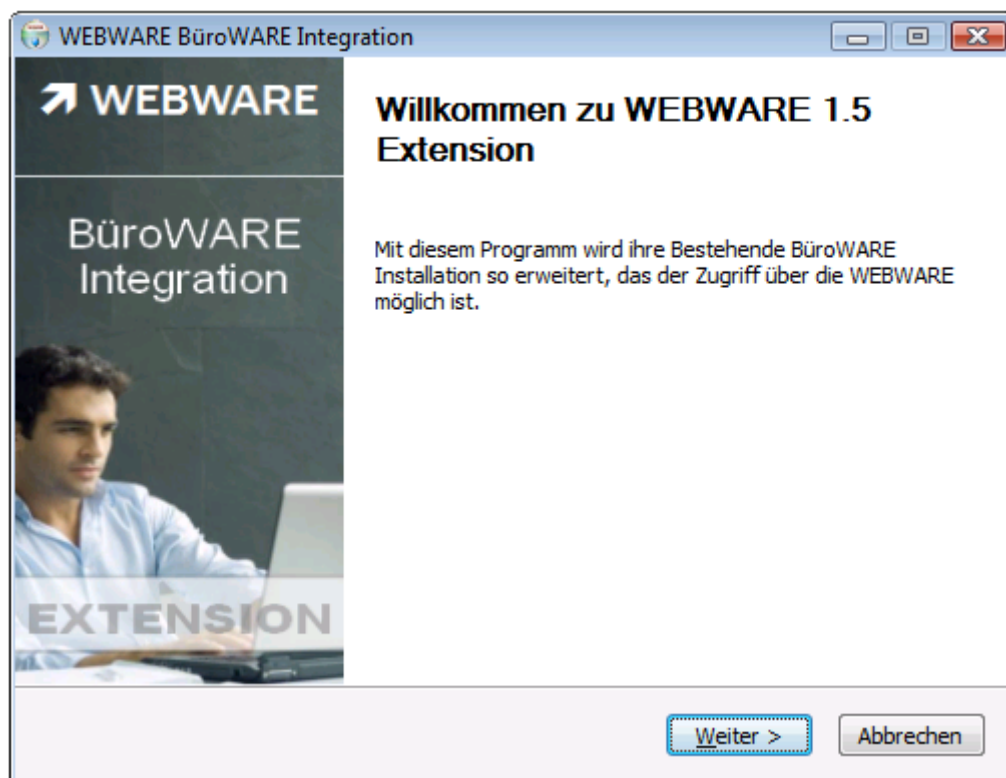 WEBWARE BüroWARE Integration
WEBWARE
BüroWARE
Integration
EXTENSION
Willkommen zu WEBWARE 1.5
Extension
Mit diesem Programm wird ihre Bestehende BüroWARE
Installation so erweitert, das der Zugriff über die WEBWARE
möglich ist.
Weiter >
Abbrechen